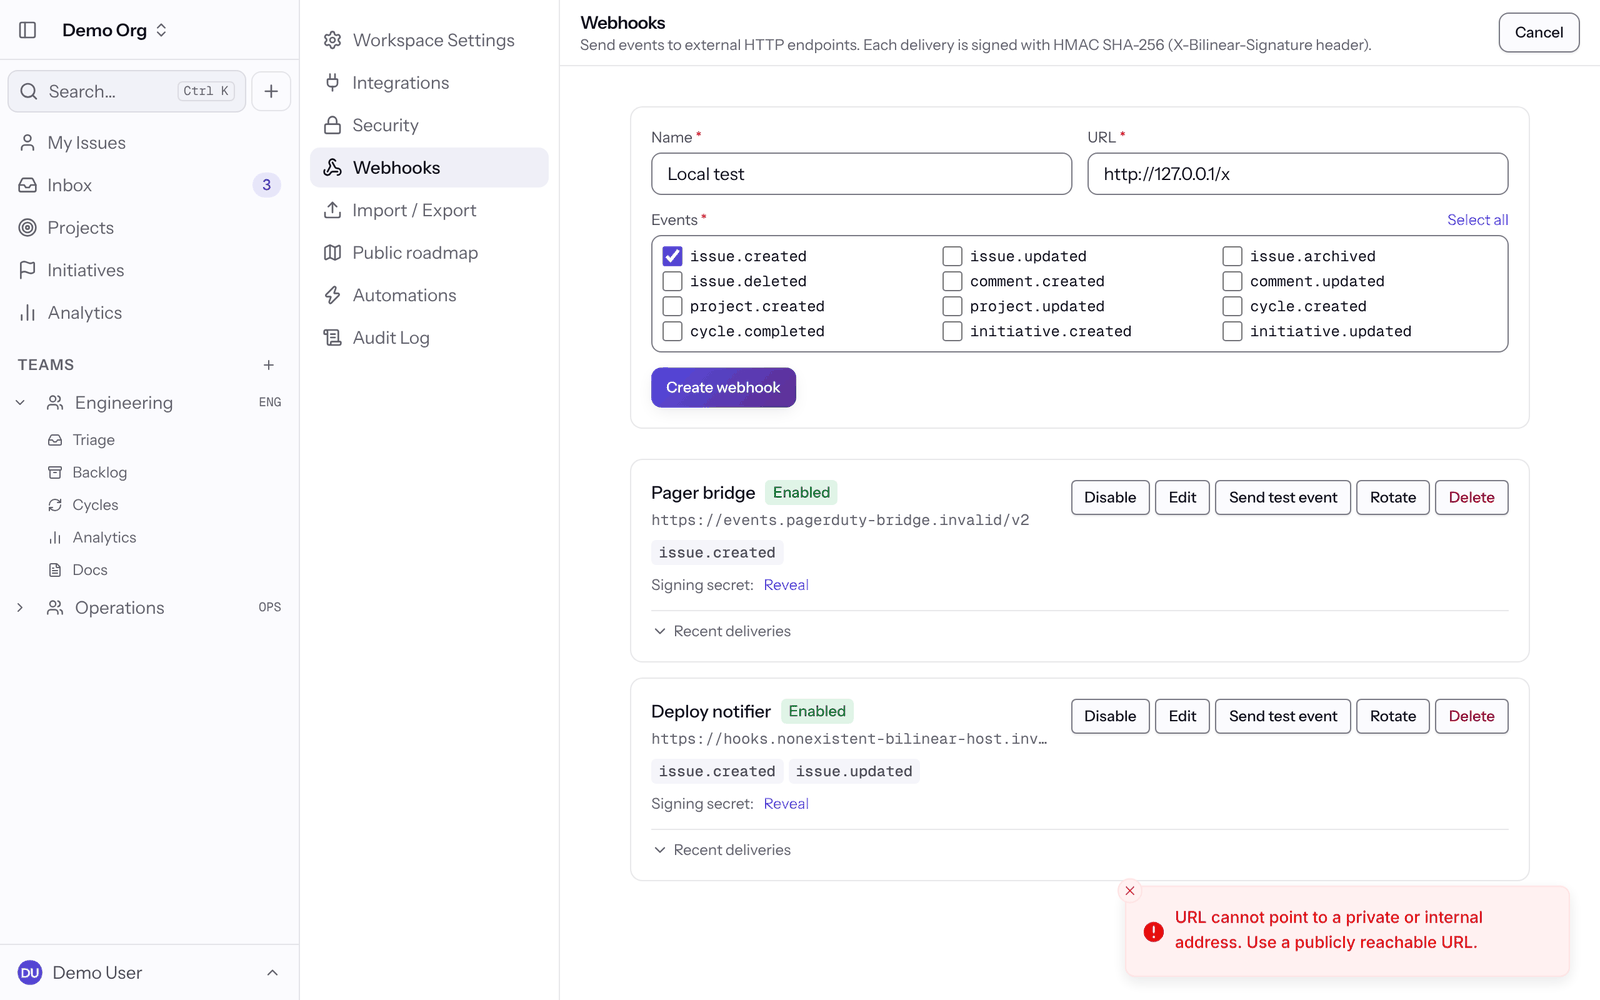 Demo Org
Search...
Ctrl K
My Issues
Inbox
3
Projects
Initiatives
Analytics
TEAMS
Engineering
ENG
Triage
Backlog
Cycles
Analytics
Docs
Operations
OPS
DU
Demo User
Workspace Settings
Integrations
Security
Webhooks
Import / Export
Public roadmap
Automations
Audit Log
Webhooks
Send events to external HTTP endpoints. Each delivery is signed with HMAC SHA-256 (X-Bilinear-Signature header).
Cancel
Name *
URL *
Local test
http://127.0.0.1/x
Events *
Select all
issue.created
issue.updated
issue.archived
issue.deleted
comment.created
comment.updated
project.created
project.updated
cycle.created
cycle.completed
initiative.created
initiative.updated
Create webhook
Pager bridge
Enabled
Disable
Edit
Send test event
Rotate
Delete
https://events.pagerduty-bridge.invalid/v2
issue.created
Signing secret:
Reveal
Recent deliveries
Deploy notifier
Enabled
Disable
Edit
Send test event
Rotate
Delete
https://hooks.nonexistent-bilinear-host.inv…
issue.created
issue.updated
Signing secret:
Reveal
Recent deliveries
URL cannot point to a private or internal
address. Use a publicly reachable URL.